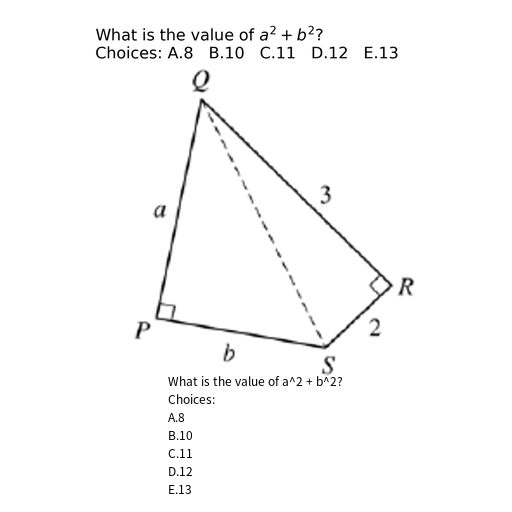 What is the value of a² + b²?
Choices: A.8 B.10 C.11 D.12 E.13
Q
3
a
R
P
2
b
S
What is the value of a^2 + b^2?
Choices:
A.8
B.10
C.11
D.12
E.13